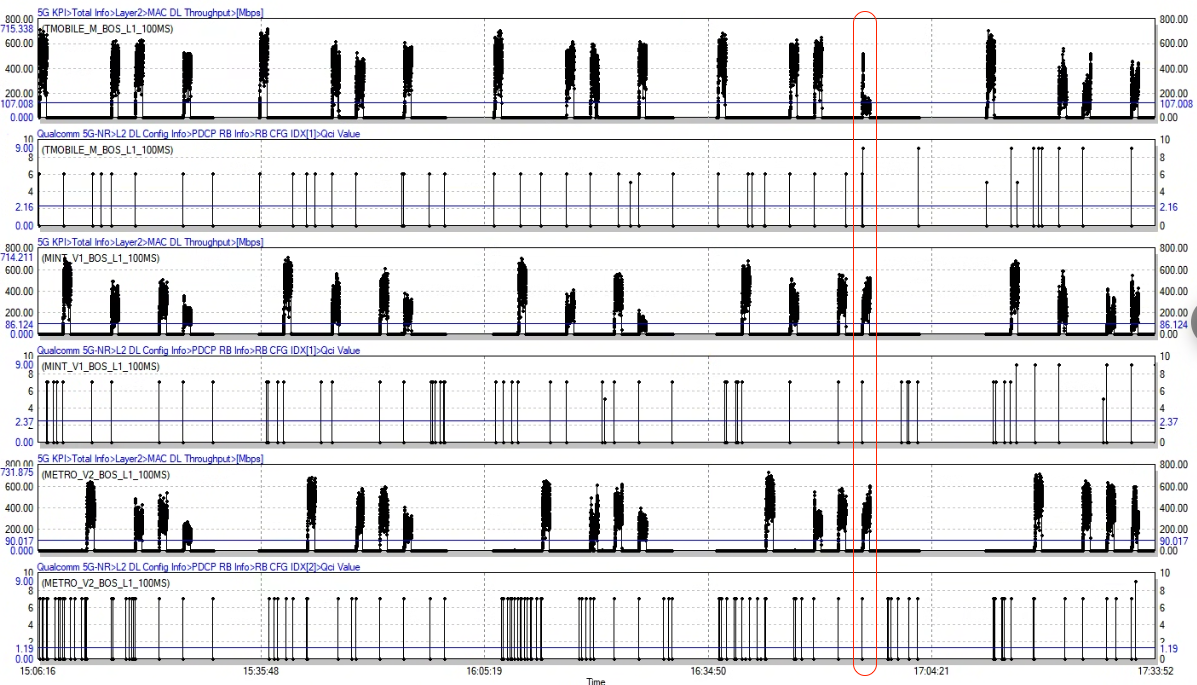 5G KPI>Total Info>Layer2>MAC DL Throughput>[Mbps]
800.00 800.00
715.338 (TMOBILE_M_BOS_L1_100MS)
600.00 600.00
400.00 400.00
200.00 200.00
107.008 107.008
0.000 0.00
Qualcomm 5G-NR>L2 DL Config Info>PDCP RB Info>RB CFG IDX[1]>Qci Value
10 10
9.00 (TMOBILE_M_BOS_L1_100MS)
8 8
6 6
4 4
2.16 2.16
0.00 0
5G KPI>Total Info>Layer2>MAC DL Throughput>[Mbps]
800.00 800.00
714.211 (MINT_V1_BOS_L1_100MS)
600.00 600.00
400.00 400.00
200.00 200.00
86.124 86.124
0.000 0.00
Qualcomm 5G-NR>L2 DL Config Info>PDCP RB Info>RB CFG IDX[1]>Qci Value
10 10
9.00 (MINT_V1_BOS_L1_100MS)
8 8
6 6
4 4
2.37 2.37
0.00 0
5G KPI>Total Info>Layer2>MAC DL Throughput>[Mbps]
800.00 800.00
731.875 (METRO_V2_BOS_L1_100MS)
600.00 600.00
400.00 400.00
200.00 200.00
90.017 90.017
0.000 0.00
Qualcomm 5G-NR>L2 DL Config Info>PDCP RB Info>RB CFG IDX[2]>Qci Value
10 10
9.00 (METRO_V2_BOS_L1_100MS)
8 8
6 6
4 4
2 2
1.19 1.19
0.00 0
15:06:16 15:35:48 16:05:19 16:34:50 17:04:21 17:33:52
Time